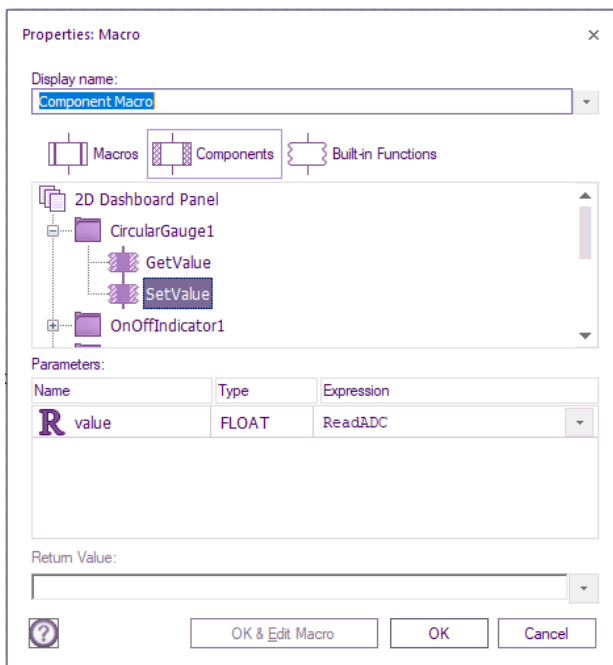 Properties: Macro
Display name:
Component Macro
Macros Components Built-in Functions
2D Dashboard Panel
CircularGauge1
GetValue
SetValue
OnOffIndicator1
Parameters:
Name Type Expression
R value FLOAT ReadADC
Return Value:
? OK & Edit Macro OK Cancel